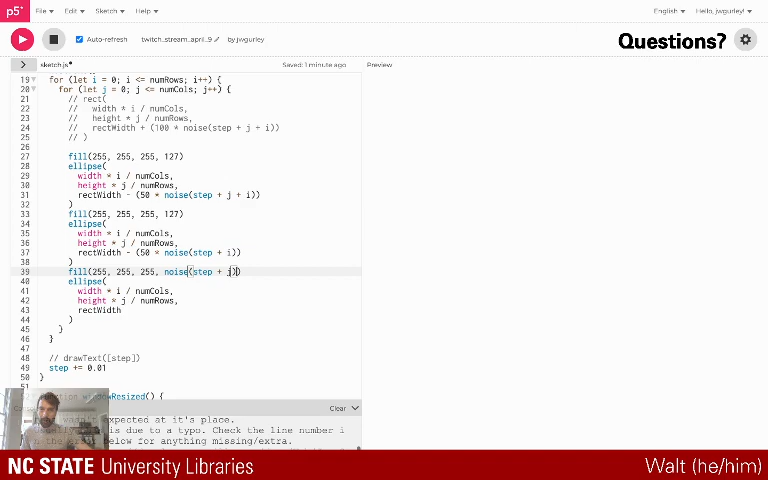 p5* File Edit Sketch Help English Hello, jwgurley!
Auto-refresh twitch_stream_april_9 by jwgurley Questions?
sketch.js Saved: 1 minute ago Preview
19 for (let i = 0; i <= numRows; i++) {
20 for (let j = 0; j <= numCols; j++) {
21 // rect(
22 // width * i / numCols,
23 // height * j / numRows,
24 // rectWidth + (100 * noise(step + j + i))
25 // )
26
27 fill(255, 255, 255, 127)
28 ellipse(
29 width * i / numCols,
30 height * j / numRows,
31 rectWidth - (50 * noise(step + j + i))
32 )
33 fill(255, 255, 255, 127)
34 ellipse(
35 width * i / numCols,
36 height * j / numRows,
37 rectWidth - (50 * noise(step + i))
38 )
39 fill(255, 255, 255, noise(step + j))
40 ellipse(
41 width * i / numCols,
42 height * j / numRows,
43 rectWidth
44 )
45 }
46 }
47
48 // drawText([step])
49 step += 0.01
50 }
51
windowResized() {
Clear
wasn't expected at it's place.
is due to a typo. Check the line number i
below for anything missing/extra.
NC STATE University Libraries Walt (he/him)